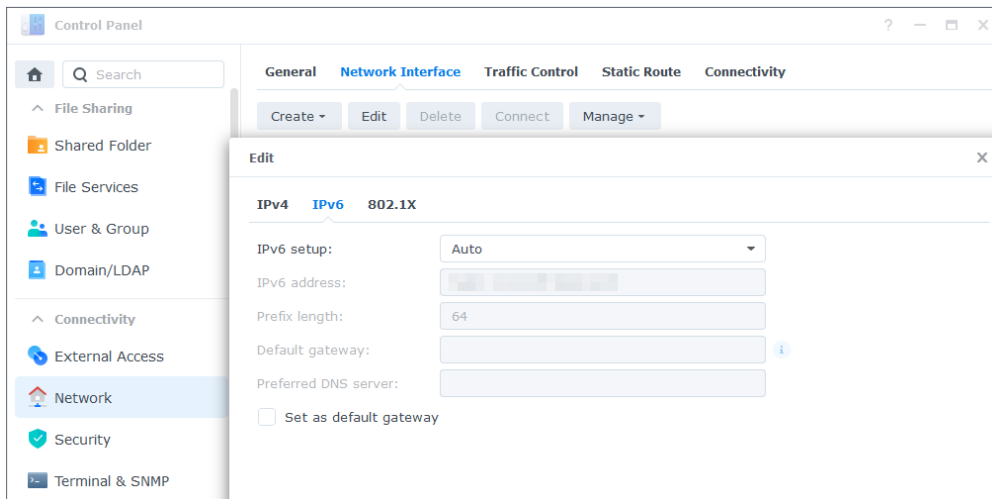 Control Panel
Search
File Sharing
Shared Folder
File Services
User & Group
Domain/LDAP
Connectivity
External Access
Network
Security
Terminal & SNMP
General Network Interface Traffic Control Static Route Connectivity
Create Edit Delete Connect Manage
Edit
IPv4 IPv6 802.1X
IPv6 setup: Auto
IPv6 address:
Prefix length: 64
Default gateway:
Preferred DNS server:
Set as default gateway